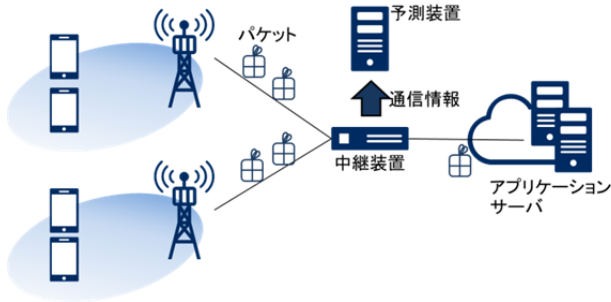 予測装置
パケット
通信情報
中継装置
アプリケーション
サーバ